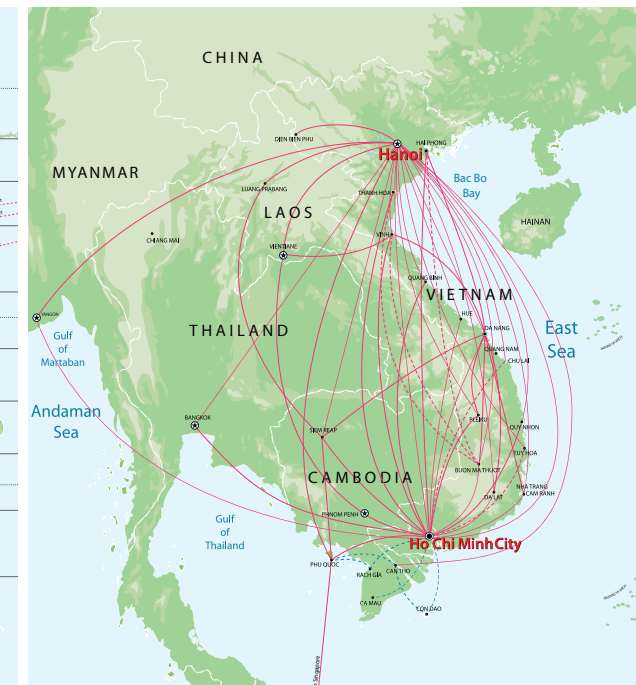 CHINA
DIEN BIEN PHU
Hanoi
HAI PHONG
MYANMAR
LUANG PRABANG
THANH HOA
Bac Bo
Bay
LAOS
HAINAN
VINH
CHIANG MAI
VIENTIANE
QUANG BINH
VIETNAM
YANGON
HUE
THAILAND
DA NANG
East
Sea
Gulf
of
Martaban
QUANG NAM
CHU LAI
Andaman
Sea
BANGKOK
SIEM REAP
PLEIKU
QUY NHON
TUY HOA
CAMBODIA
BUON MA THUOT
NHA TRANG
CAM RANH
DA LAT
PHNOM PENH
Gulf
of
Thailand
Ho Chi Minh City
PHU QUOC
RACH GIA
CAN THO
CA MAU
CON DAO
Singapore